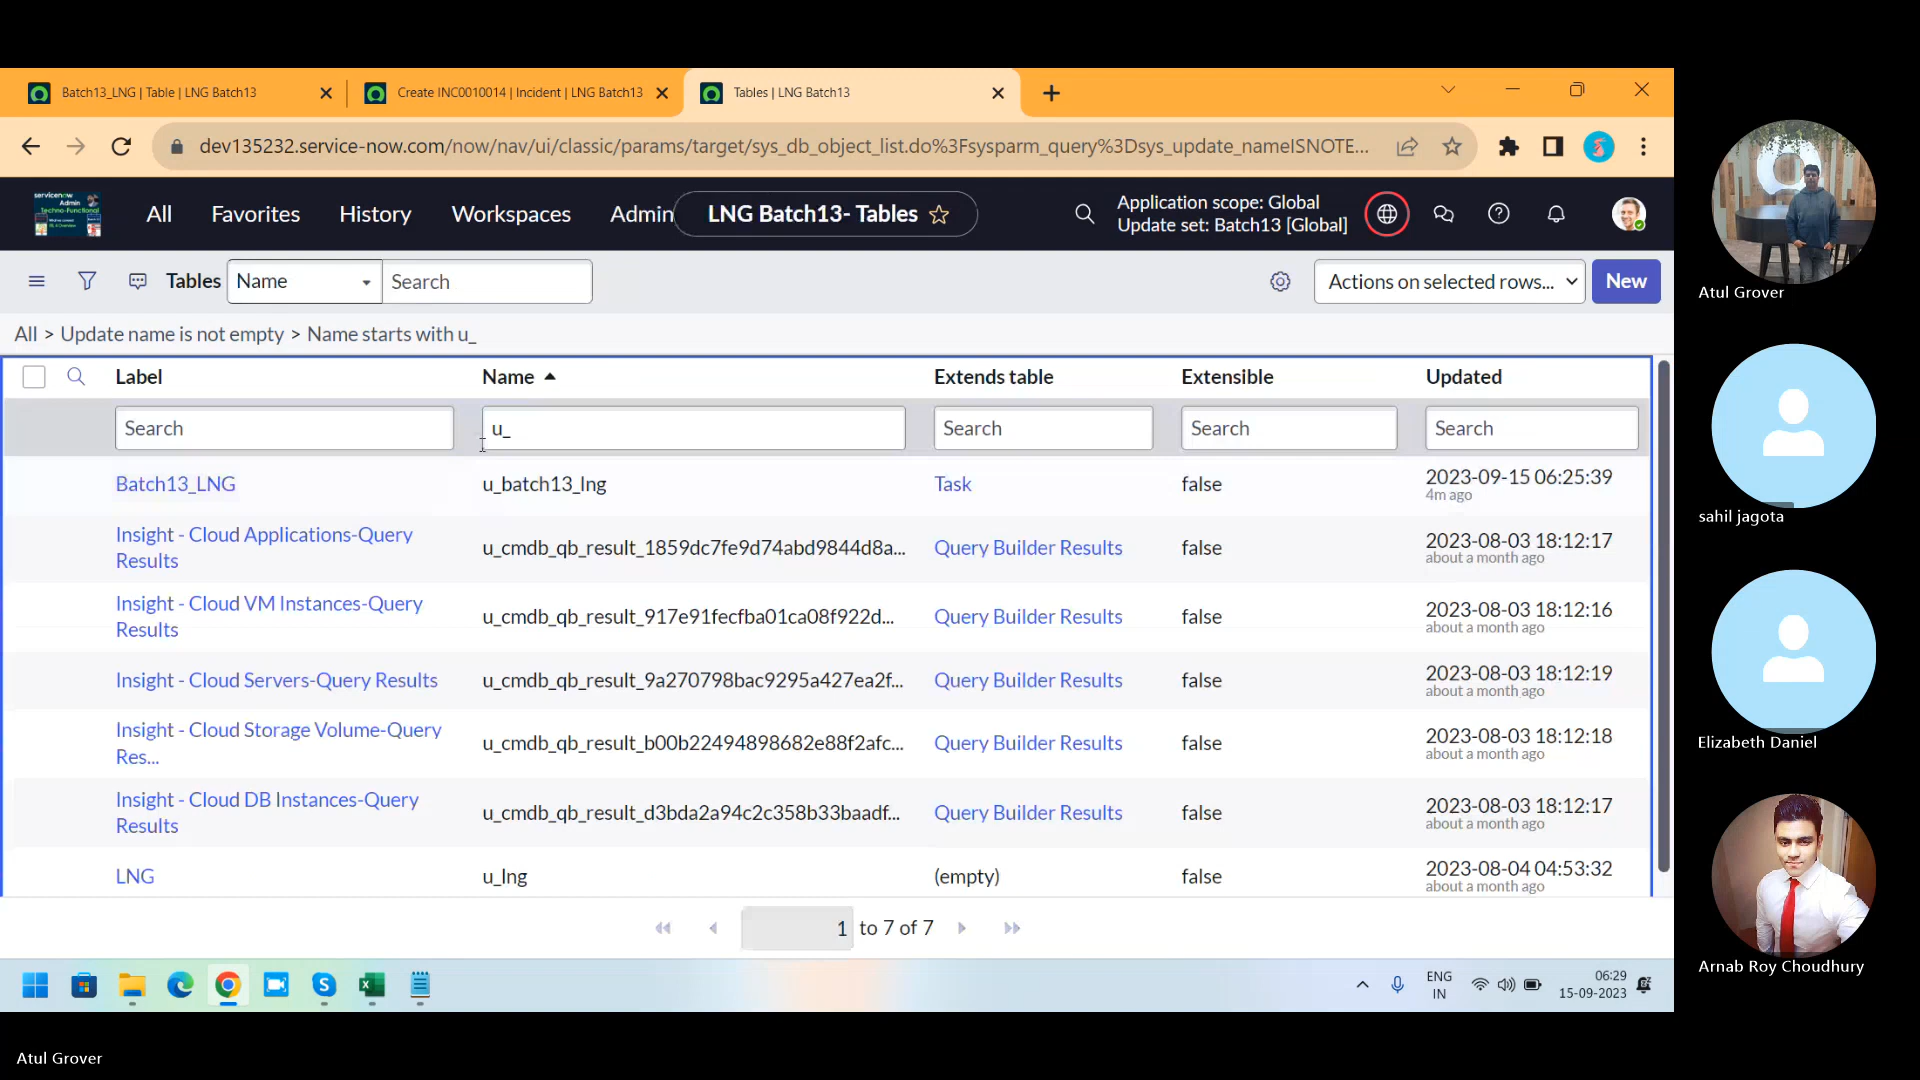 Batch13_LNG | Table | LNG Batch13
Create INC0010014 | Incident | LNG Batch13
Tables | LNG Batch13
dev135232.service-now.com/now/nav/ui/classic/params/target/sys_db_object_list.do%3Fsysparm_query%3Dsys_update_nameISNOTE...
servicenow
Admin
Techno-Functional
All
Favorites
History
Workspaces
Admin
LNG Batch13- Tables
Application scope: Global
Update set: Batch13 [Global]
Tables
Name
Search
Actions on selected rows...
New
All > Update name is not empty > Name starts with u_
Label
Name
Extends table
Extensible
Updated
Search
u_
Search
Search
Search
Batch13_LNG
u_batch13_lng
Task
false
2023-09-15 06:25:39
4m ago
Insight - Cloud Applications-Query
Results
u_cmdb_qb_result_1859dc7fe9d74abd9844d8a...
Query Builder Results
false
2023-08-03 18:12:17
about a month ago
Insight - Cloud VM Instances-Query
Results
u_cmdb_qb_result_917e91fecfba01ca08f922d...
Query Builder Results
false
2023-08-03 18:12:16
about a month ago
Insight - Cloud Servers-Query Results
u_cmdb_qb_result_9a270798bac9295a427ea2f...
Query Builder Results
false
2023-08-03 18:12:19
about a month ago
Insight - Cloud Storage Volume-Query
Res...
u_cmdb_qb_result_b00b22494898682e88f2afc...
Query Builder Results
false
2023-08-03 18:12:18
about a month ago
Insight - Cloud DB Instances-Query
Results
u_cmdb_qb_result_d3bda2a94c2c358b33baadf...
Query Builder Results
false
2023-08-03 18:12:17
about a month ago
LNG
u_lng
(empty)
false
2023-08-04 04:53:32
about a month ago
1 to 7 of 7
ENG
IN
06:29
15-09-2023
Atul Grover
sahil jagota
Elizabeth Daniel
Arnab Roy Choudhury
Atul Grover